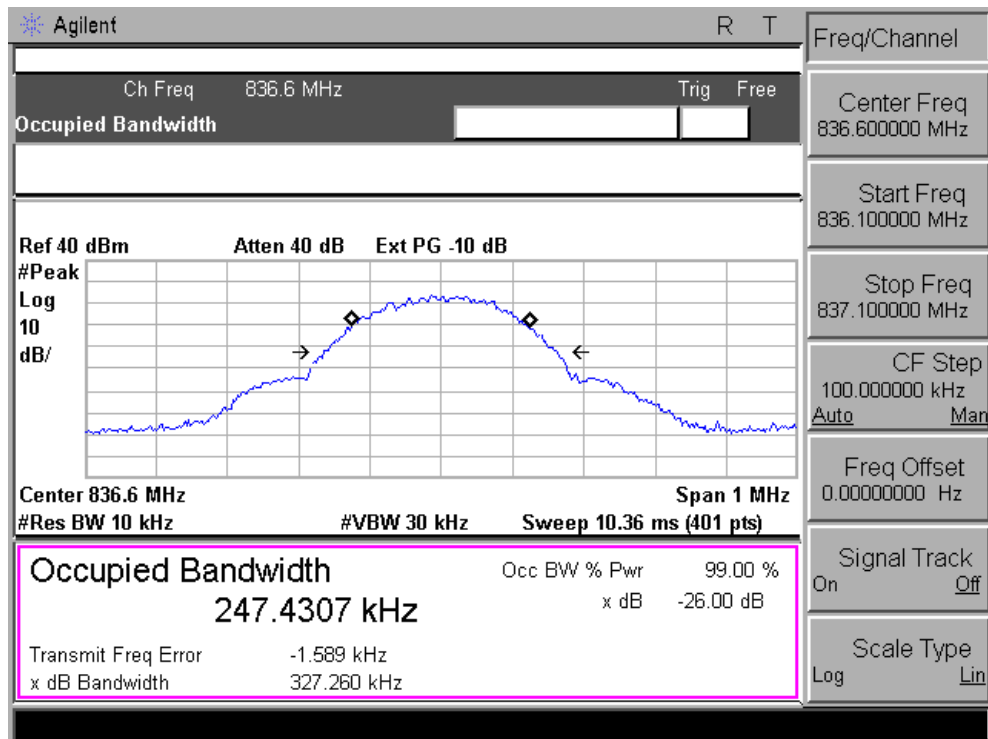 Agilent R T
Ch Freq 836.6 MHz Trig Free
Occupied Bandwidth
Ref 40 dBm Atten 40 dB Ext PG -10 dB
#Peak
Log
10
dB/
Center 836.6 MHz Span 1 MHz
#Res BW 10 kHz #VBW 30 kHz Sweep 10.36 ms (401 pts)
Occupied Bandwidth Occ BW % Pwr 99.00 %
247.4307 kHz x dB -26.00 dB
Transmit Freq Error -1.589 kHz
x dB Bandwidth 327.260 kHz
Freq/Channel
Center Freq
836.600000 MHz
Start Freq
836.100000 MHz
Stop Freq
837.100000 MHz
CF Step
100.000000 kHz
Auto Man
Freq Offset
0.00000000 Hz
Signal Track
On Off
Scale Type
Log Lin